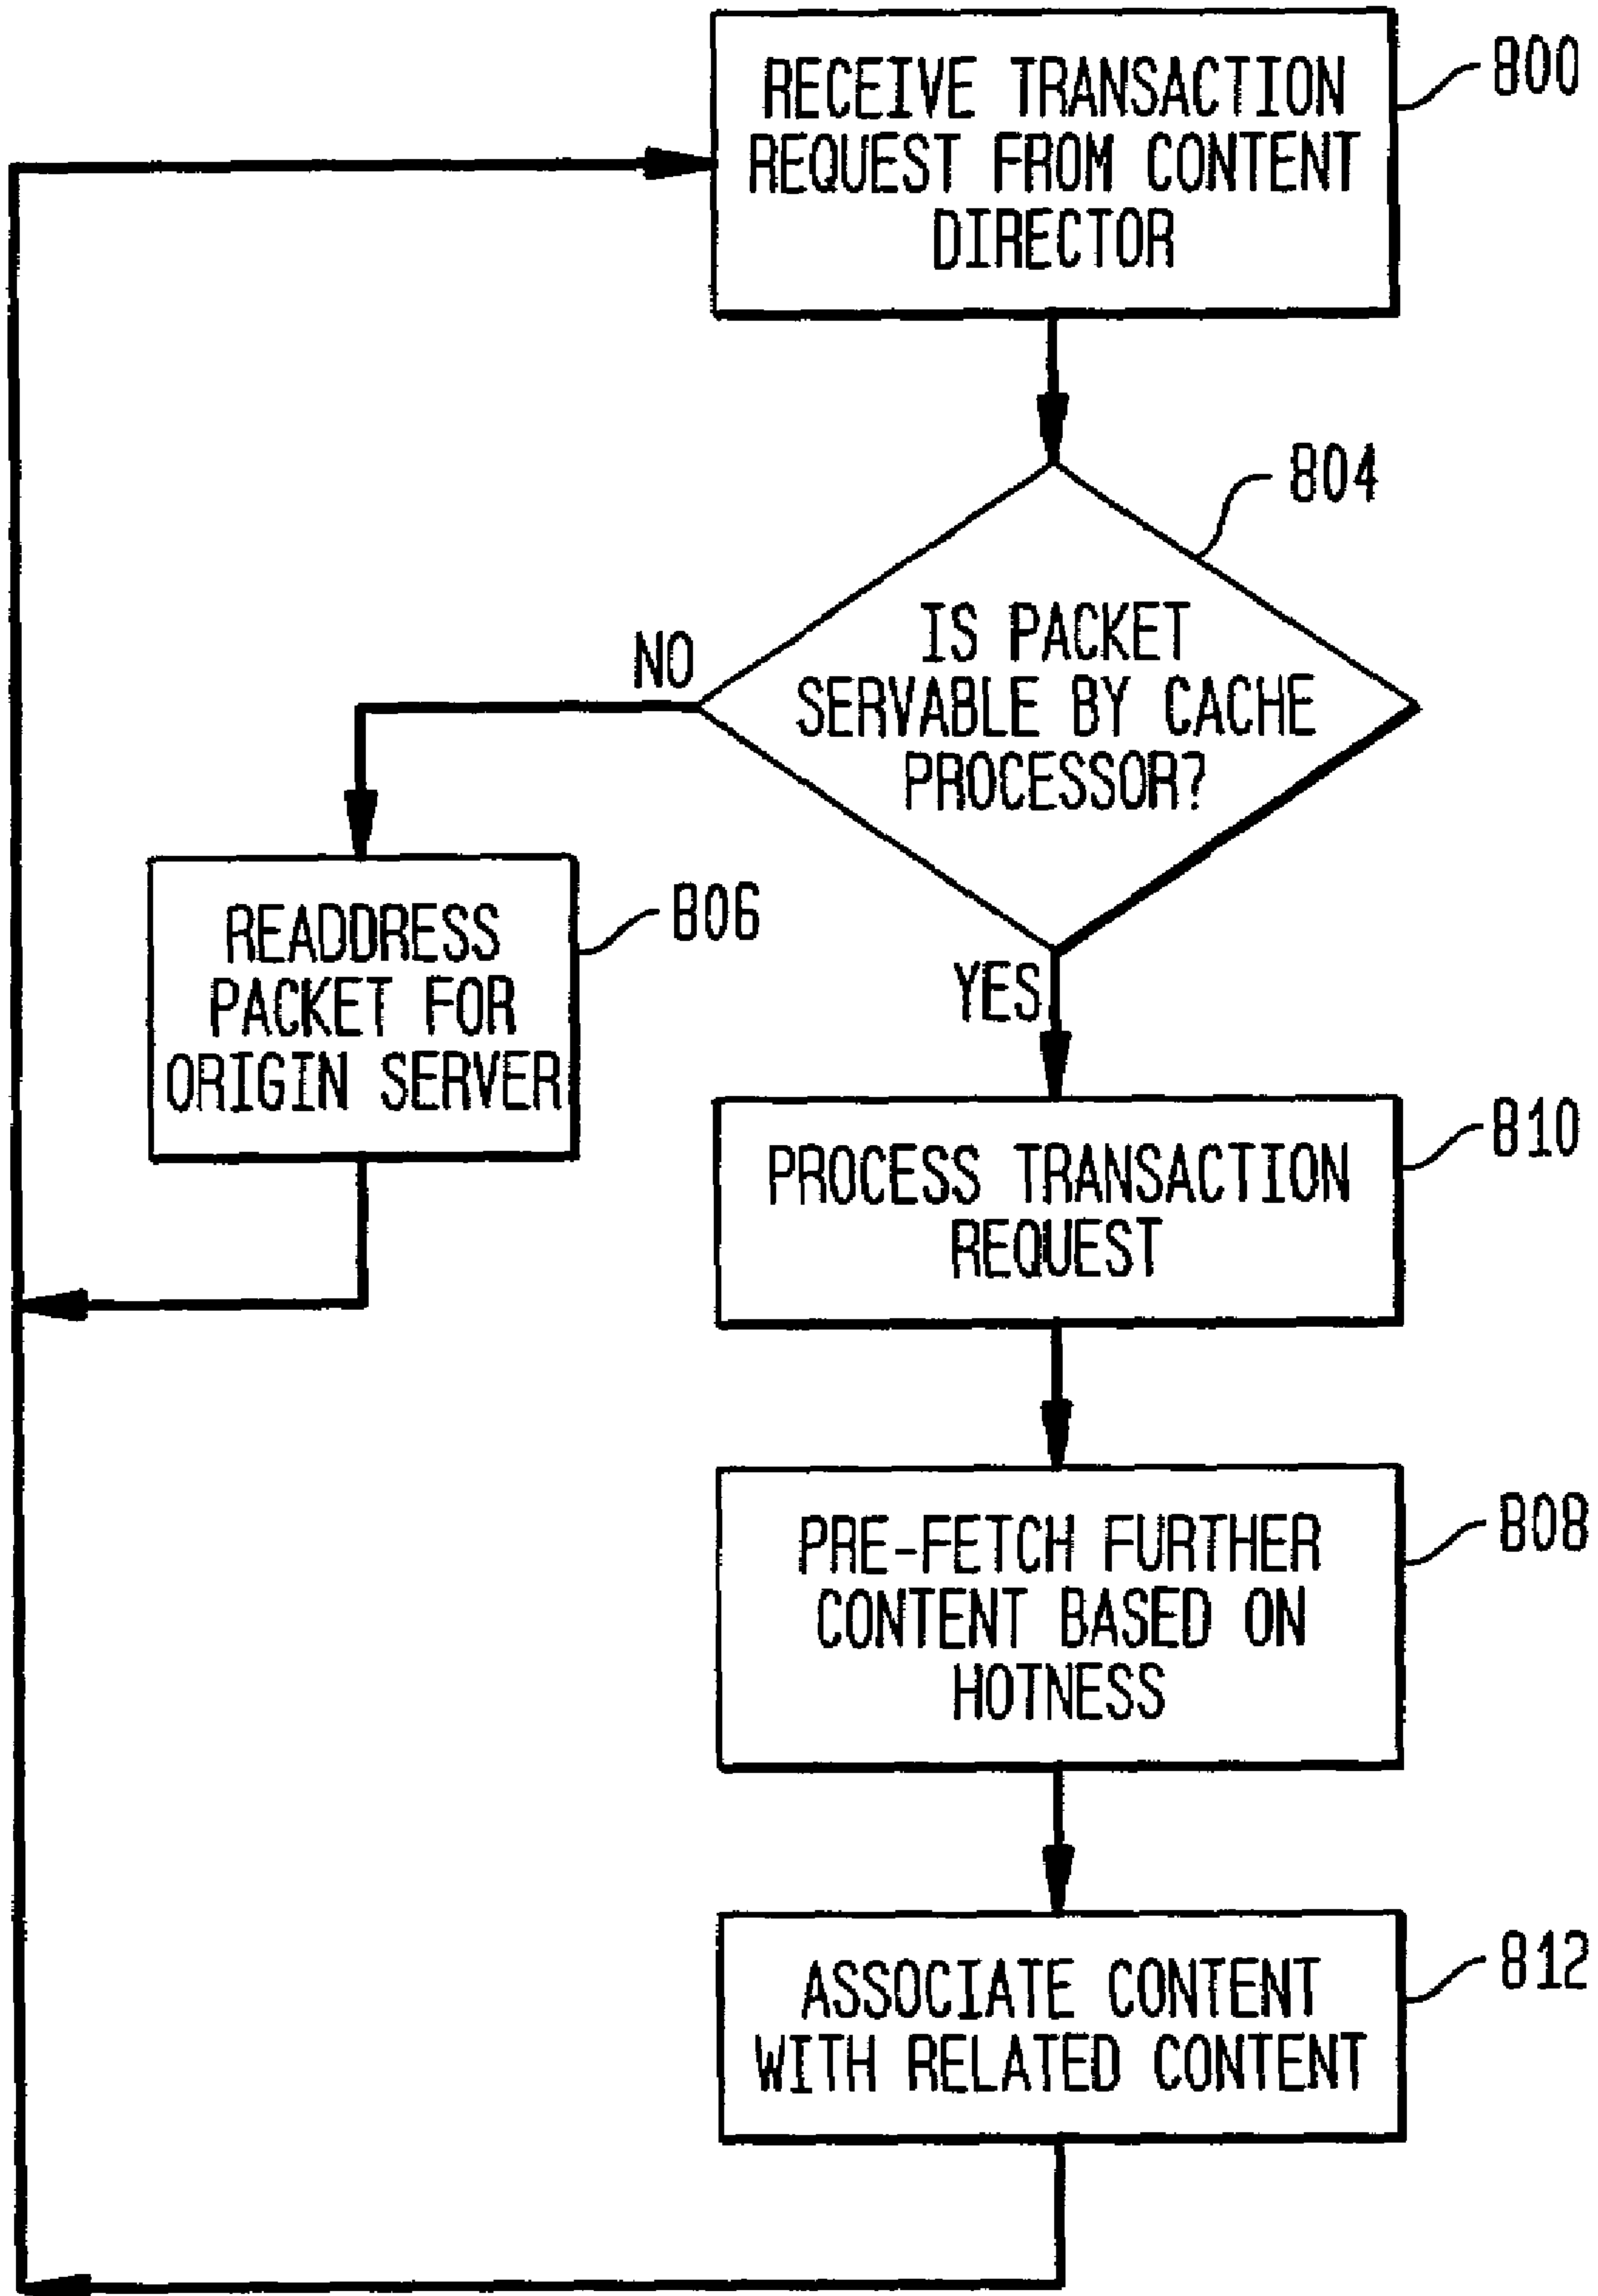 RECEIVE TRANSACTION
REQUEST FROM CONTENT
DIRECTOR
800
804
IS PACKET
SERVABLE BY CACHE
PROCESSOR?
NO
READDRESS
PACKET FOR
ORIGIN SERVER
806
YES
PROCESS TRANSACTION
REQUEST
810
PRE-FETCH FURTHER
CONTENT BASED ON
HOTNESS
808
ASSOCIATE CONTENT
WITH RELATED CONTENT
812